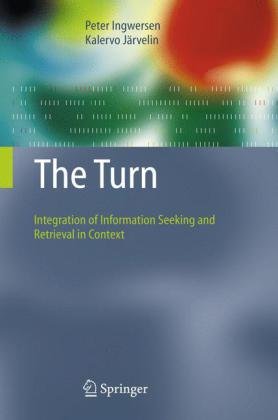 Peter Ingwersen
Kalervo Järvelin
The Turn
Integration of Information Seeking and
Retrieval in Context
Springer